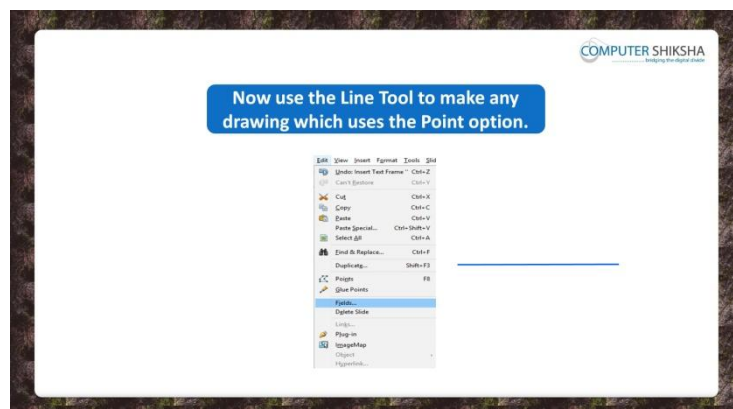 COMPUTER SHIKSHA
bridging the digital divide
Now use the Line Tool to make any
drawing which uses the Point option.
Edit View Insert Format Tools Slid
Undo: Insert Text Frame " Ctrl+Z
Can't Restore Ctrl+Y
Cut Ctrl+X
Copy Ctrl+C
Paste Ctrl+V
Paste Special... Ctrl+Shift+V
Select All Ctrl+A
Find & Replace... Ctrl+F
Duplicate... Shift+F3
Points F8
Glue Points
Fields...
Delete Slide
Links...
Plug-in
ImageMap
Object
Hyperlink...